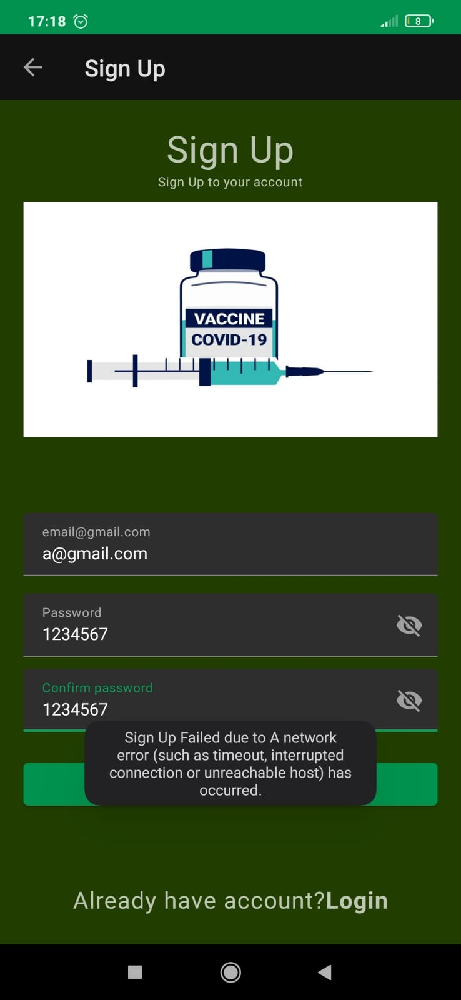 17:18
8
Sign Up
Sign Up
Sign Up to your account
VACCINE
COVID-19
email@gmail.com
a@gmail.com
Password
1234567
Confirm password
1234567
Sign Up Failed due to A network
error (such as timeout, interrupted
connection or unreachable host) has
occurred.
Already have account?Login